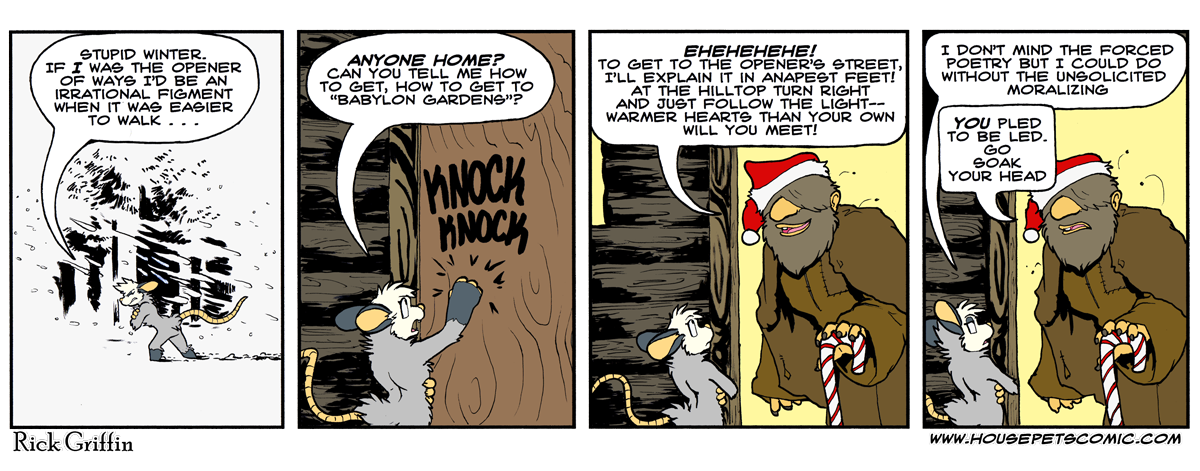 STUPID WINTER.
IF I WAS THE OPENER
OF WAYS I'D BE AN
IRRATIONAL FIGMENT
WHEN IT WAS EASIER
TO WALK . . .
ANYONE HOME?
CAN YOU TELL ME HOW
TO GET, HOW TO GET TO
"BABYLON GARDENS"?
KNOCK
KNOCK
EHEHEHEHE!
TO GET TO THE OPENER'S STREET,
I'LL EXPLAIN IT IN ANAPEST FEET!
AT THE HILLTOP TURN RIGHT
AND JUST FOLLOW THE LIGHT--
WARMER HEARTS THAN YOUR OWN
WILL YOU MEET!
I DON'T MIND THE FORCED
POETRY BUT I COULD DO
WITHOUT THE UNSOLICITED
MORALIZING
YOU PLED
TO BE LED.
GO
SOAK
YOUR HEAD
Rick Griffin
WWW.HOUSEPETSCOMIC.COM